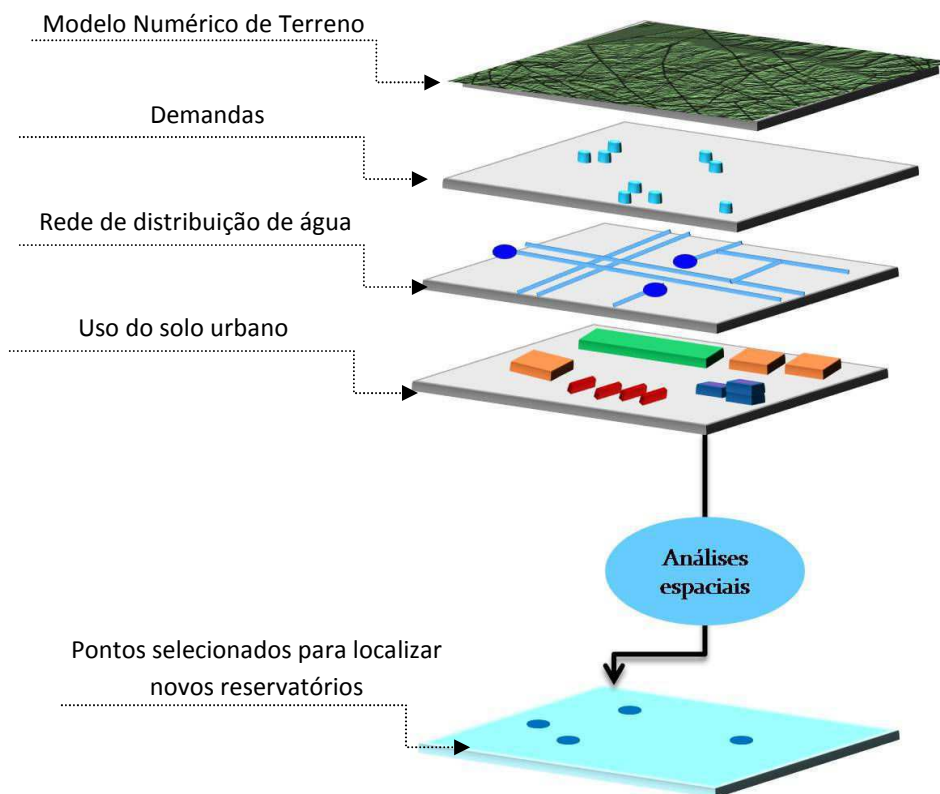 Modelo Numérico de Terreno
Demandas
Rede de distribuição de água
Uso do solo urbano
Análises
espaciais
Pontos selecionados para localizar
novos reservatórios